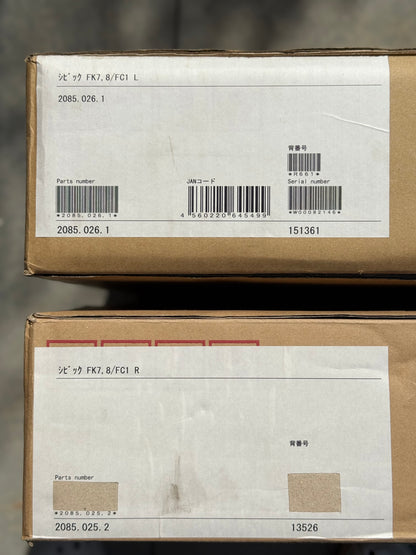 ｼﾋﾞｯｸ FK7,8/FC1 L
2085.026.1
背番号
*R661*
Parts number
JANコード
Serial number
*2085.026.1*
4 560220 645499
*W00082146*
2085.026.1
151361
ｼﾋﾞｯｸ FK7,8/FC1 R
背番号
Parts number
*2085.025.2*
2085.025.2
13526